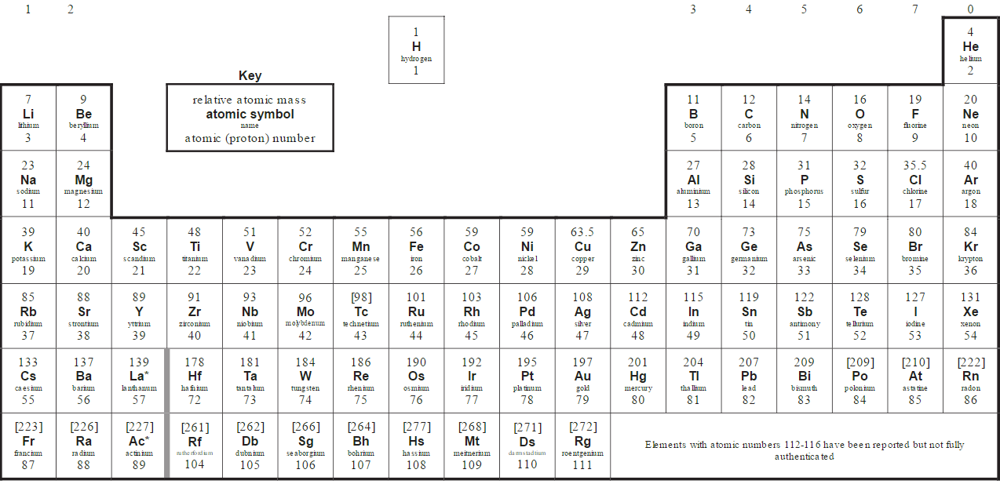 1 2 3 4 5 6 7 0
1 4
H He
hydrogen helium
1 2
Key
7 9 relative atomic mass 11 12 14 16 19 20
Li Be atomic symbol B C N O F Ne
lithium beryllium name boron carbon nitrogen oxygen fluorine neon
3 4 atomic (proton) number 5 6 7 8 9 10
23 24 27 28 31 32 35.5 40
Na Mg Al Si P S Cl Ar
sodium magnesium aluminium silicon phosphorus sulfur chlorine argon
11 12 13 14 15 16 17 18
39 40 45 48 51 52 55 56 59 59 63.5 65 70 73 75 79 80 84
K Ca Sc Ti V Cr Mn Fe Co Ni Cu Zn Ga Ge As Se Br Kr
potassium calcium scandium titanium vanadium chromium manganese iron cobalt nickel copper zinc gallium germanium arsenic selenium bromine krypton
19 20 21 22 23 24 25 26 27 28 29 30 31 32 33 34 35 36
85 88 89 91 93 96 [98] 101 103 106 108 112 115 119 122 128 127 131
Rb Sr Y Zr Nb Mo Tc Ru Rh Pd Ag Cd In Sn Sb Te I Xe
rubidium strontium yttrium zirconium niobium molybdenum technetium ruthenium rhodium palladium silver cadmium indium tin antimony tellurium iodine xenon
37 38 39 40 41 42 43 44 45 46 47 48 49 50 51 52 53 54
133 137 139 178 181 184 186 190 192 195 197 201 204 207 209 [209] [210] [222]
Cs Ba La* Hf Ta W Re Os Ir Pt Au Hg Tl Pb Bi Po At Rn
caesium barium lanthanum hafnium tantalum tungsten rhenium osmium iridium platinum gold mercury thallium lead bismuth polonium astatine radon
55 56 57 72 73 74 75 76 77 78 79 80 81 82 83 84 85 86
[223] [226] [227] [261] [262] [266] [264] [277] [268] [271] [272]
Fr Ra Ac* Rf Db Sg Bh Hs Mt Ds Rg
francium radium actinium rutherfordium dubnium seaborgium bohrium hassium meitnerium darmstadtium roentgenium
87 88 89 104 105 106 107 108 109 110 111
Elements with atomic numbers 112-116 have been reported but not fully
authenticated